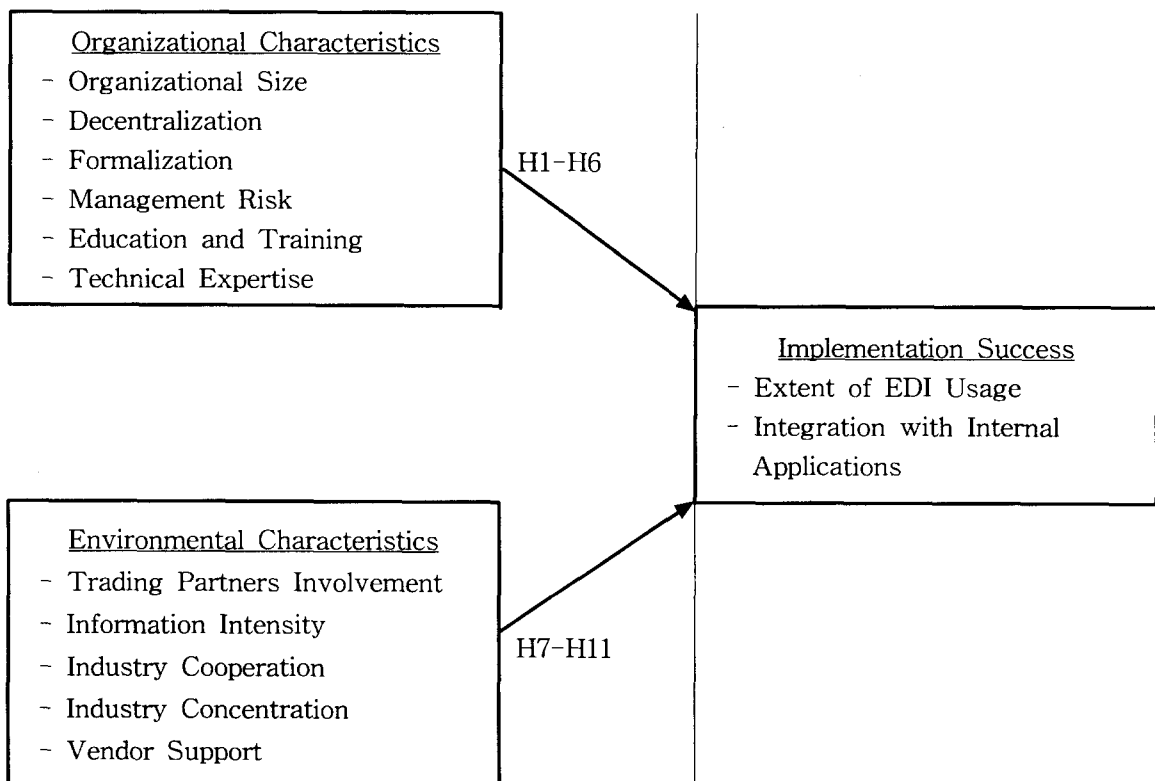 Organizational Characteristics
- Organizational Size
- Decentralization
- Formalization
- Management Risk
- Education and Training
- Technical Expertise
H1-H6
Implementation Success
- Extent of EDI Usage
- Integration with Internal
Applications
Environmental Characteristics
- Trading Partners Involvement
- Information Intensity
- Industry Cooperation
- Industry Concentration
- Vendor Support
H7-H11